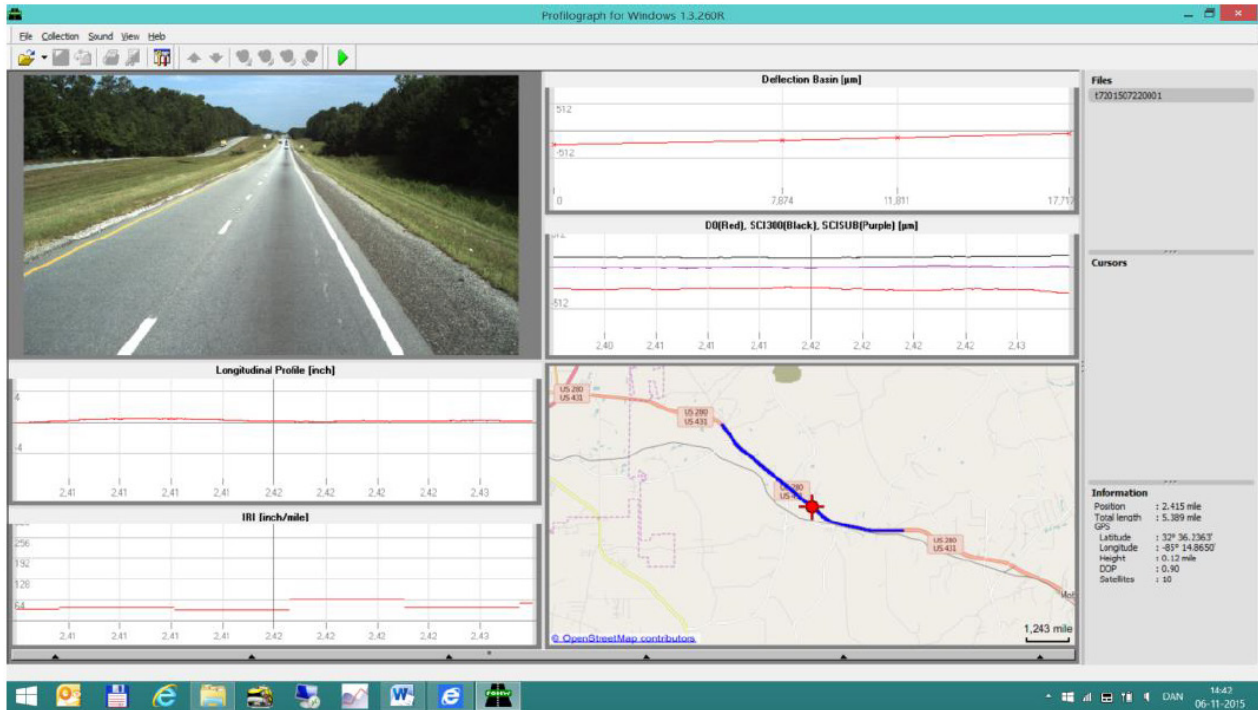 Profilograph for Windows 1.3.260R
File Collection Sound View Help
Deflection Basin [µm]
512
-512
0 7,874 11,811 17,717
D0(Red), SCI300(Black), SCISUB(Purple) [µm]
512
-512
2,40 2,41 2,41 2,41 2,42 2,42 2,42 2,42 2,43
Longitudinal Profile [inch]
4
-4
2,41 2,41 2,41 2,41 2,42 2,42 2,42 2,42 2,43
IRI [inch/mile]
256
192
128
64
2,41 2,41 2,41 2,41 2,42 2,42 2,42 2,42 2,43
US 280
US 431
US 280
US 431
US 280
US 431
© OpenStreetMap contributors
1,243 mile
Files
t7201507220001
Cursors
Information
Position : 2.415 mile
Total length : 5.389 mile
GPS
Latitude : 32° 36.2363'
Longitude : -85° 14.8650'
Height : 0.12 mile
DOP : 0.90
Satellites : 10
DAN
14:42
06-11-2015